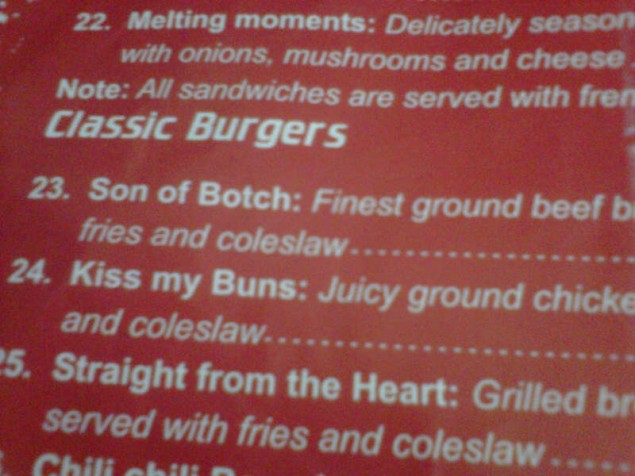 22. Melting moments: Delicately season
with onions, mushrooms and cheese
Note: All sandwiches are served with fren
Classic Burgers
23. Son of Botch: Finest ground beef b
fries and coleslaw..............................
24. Kiss my Buns: Juicy ground chicke
and coleslaw..................................
25. Straight from the Heart: Grilled br
served with fries and coleslaw......
Chili chili